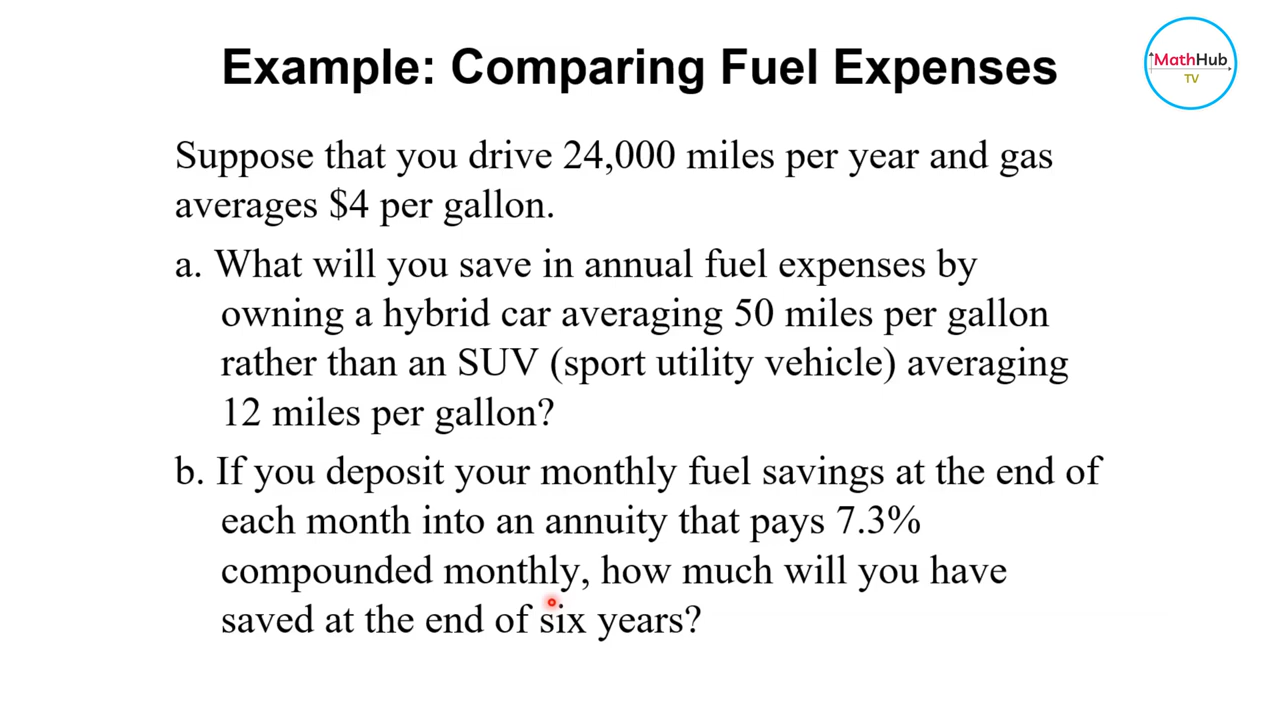 Example: Comparing Fuel Expenses
MathHub
TV
Suppose that you drive 24,000 miles per year and gas
averages $4 per gallon.
a. What will you save in annual fuel expenses by
owning a hybrid car averaging 50 miles per gallon
rather than an SUV (sport utility vehicle) averaging
12 miles per gallon?
b. If you deposit your monthly fuel savings at the end of
each month into an annuity that pays 7.3%
compounded monthly, how much will you have
saved at the end of six years?